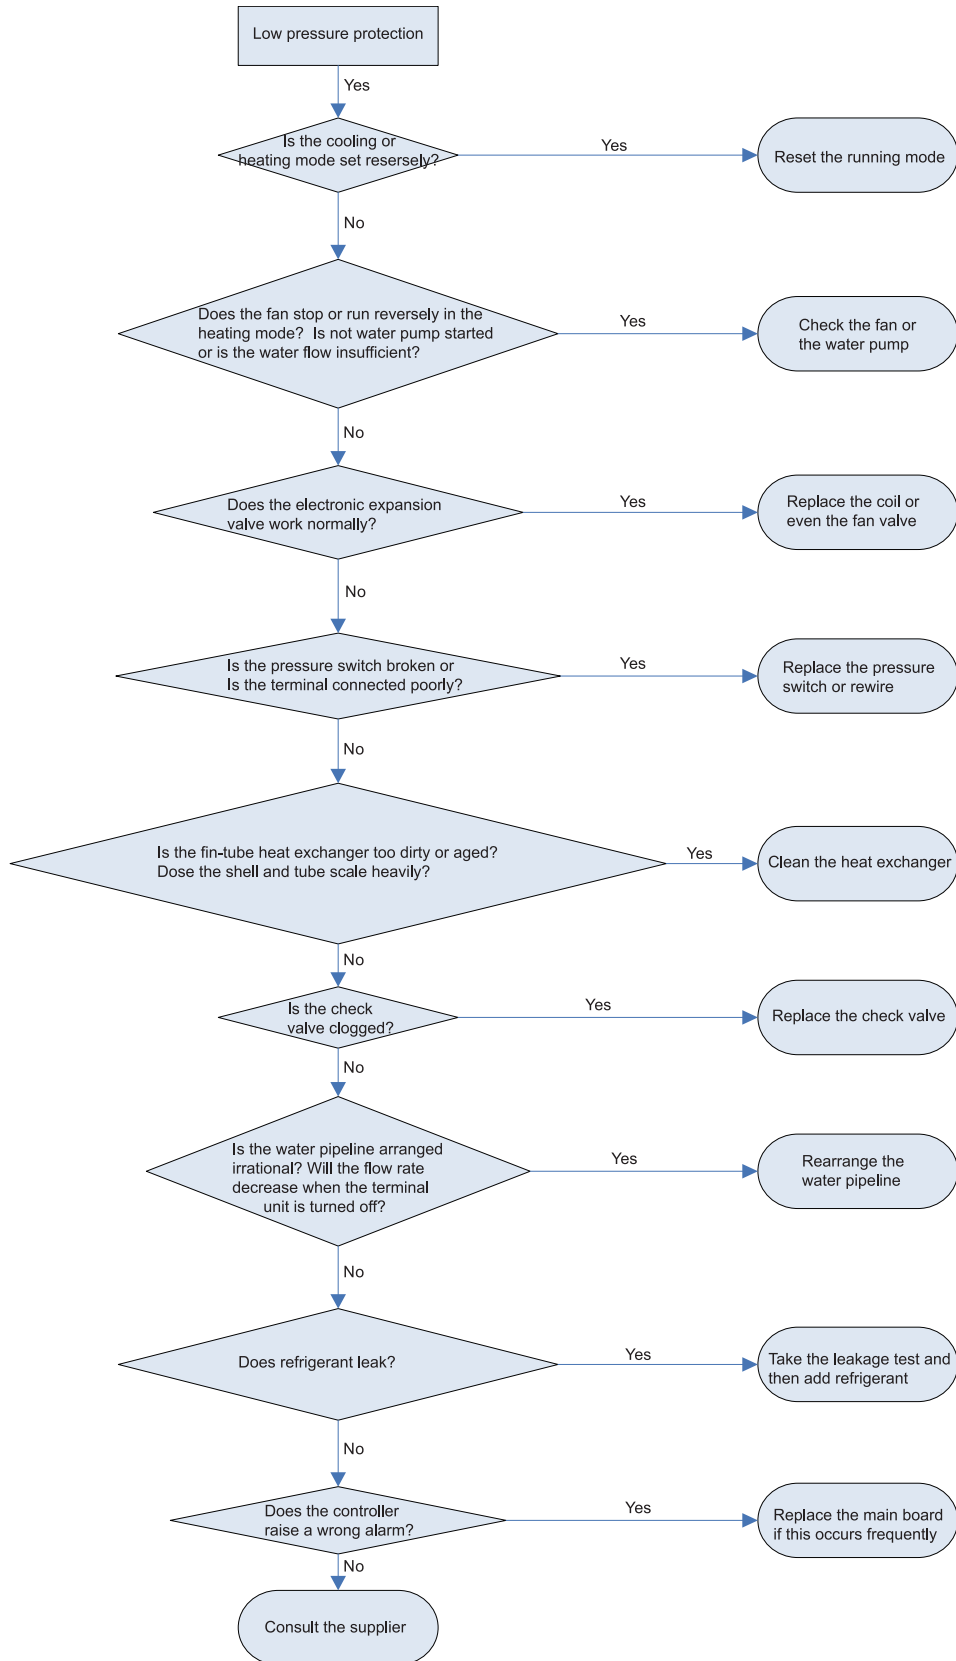 Low pressure protection
Yes
Is the cooling or
heating mode set resersely?
Yes
Reset the running mode
No
Does the fan stop or run reversely in the
heating mode?  Is not water pump started
or is the water flow insufficient?
Yes
Check the fan or
the water pump
No
Does the electronic expansion
valve work normally?
Yes
Replace the coil or
even the fan valve
No
Is the pressure switch broken or
Is the terminal connected poorly?
Yes
Replace the pressure
switch or rewire
No
Is the fin-tube heat exchanger too dirty or aged?
Dose the shell and tube scale heavily?
Yes
Clean the heat exchanger
No
Is the check
valve clogged?
Yes
Replace the check valve
No
Is the water pipeline arranged
irrational? Will the flow rate
decrease when the terminal
unit is turned off?
Yes
Rearrange the
water pipeline
No
Does refrigerant leak?
Yes
Take the leakage test and
then add refrigerant
No
Does the controller
raise a wrong alarm?
Yes
Replace the main board
if this occurs frequently
No
Consult the supplier